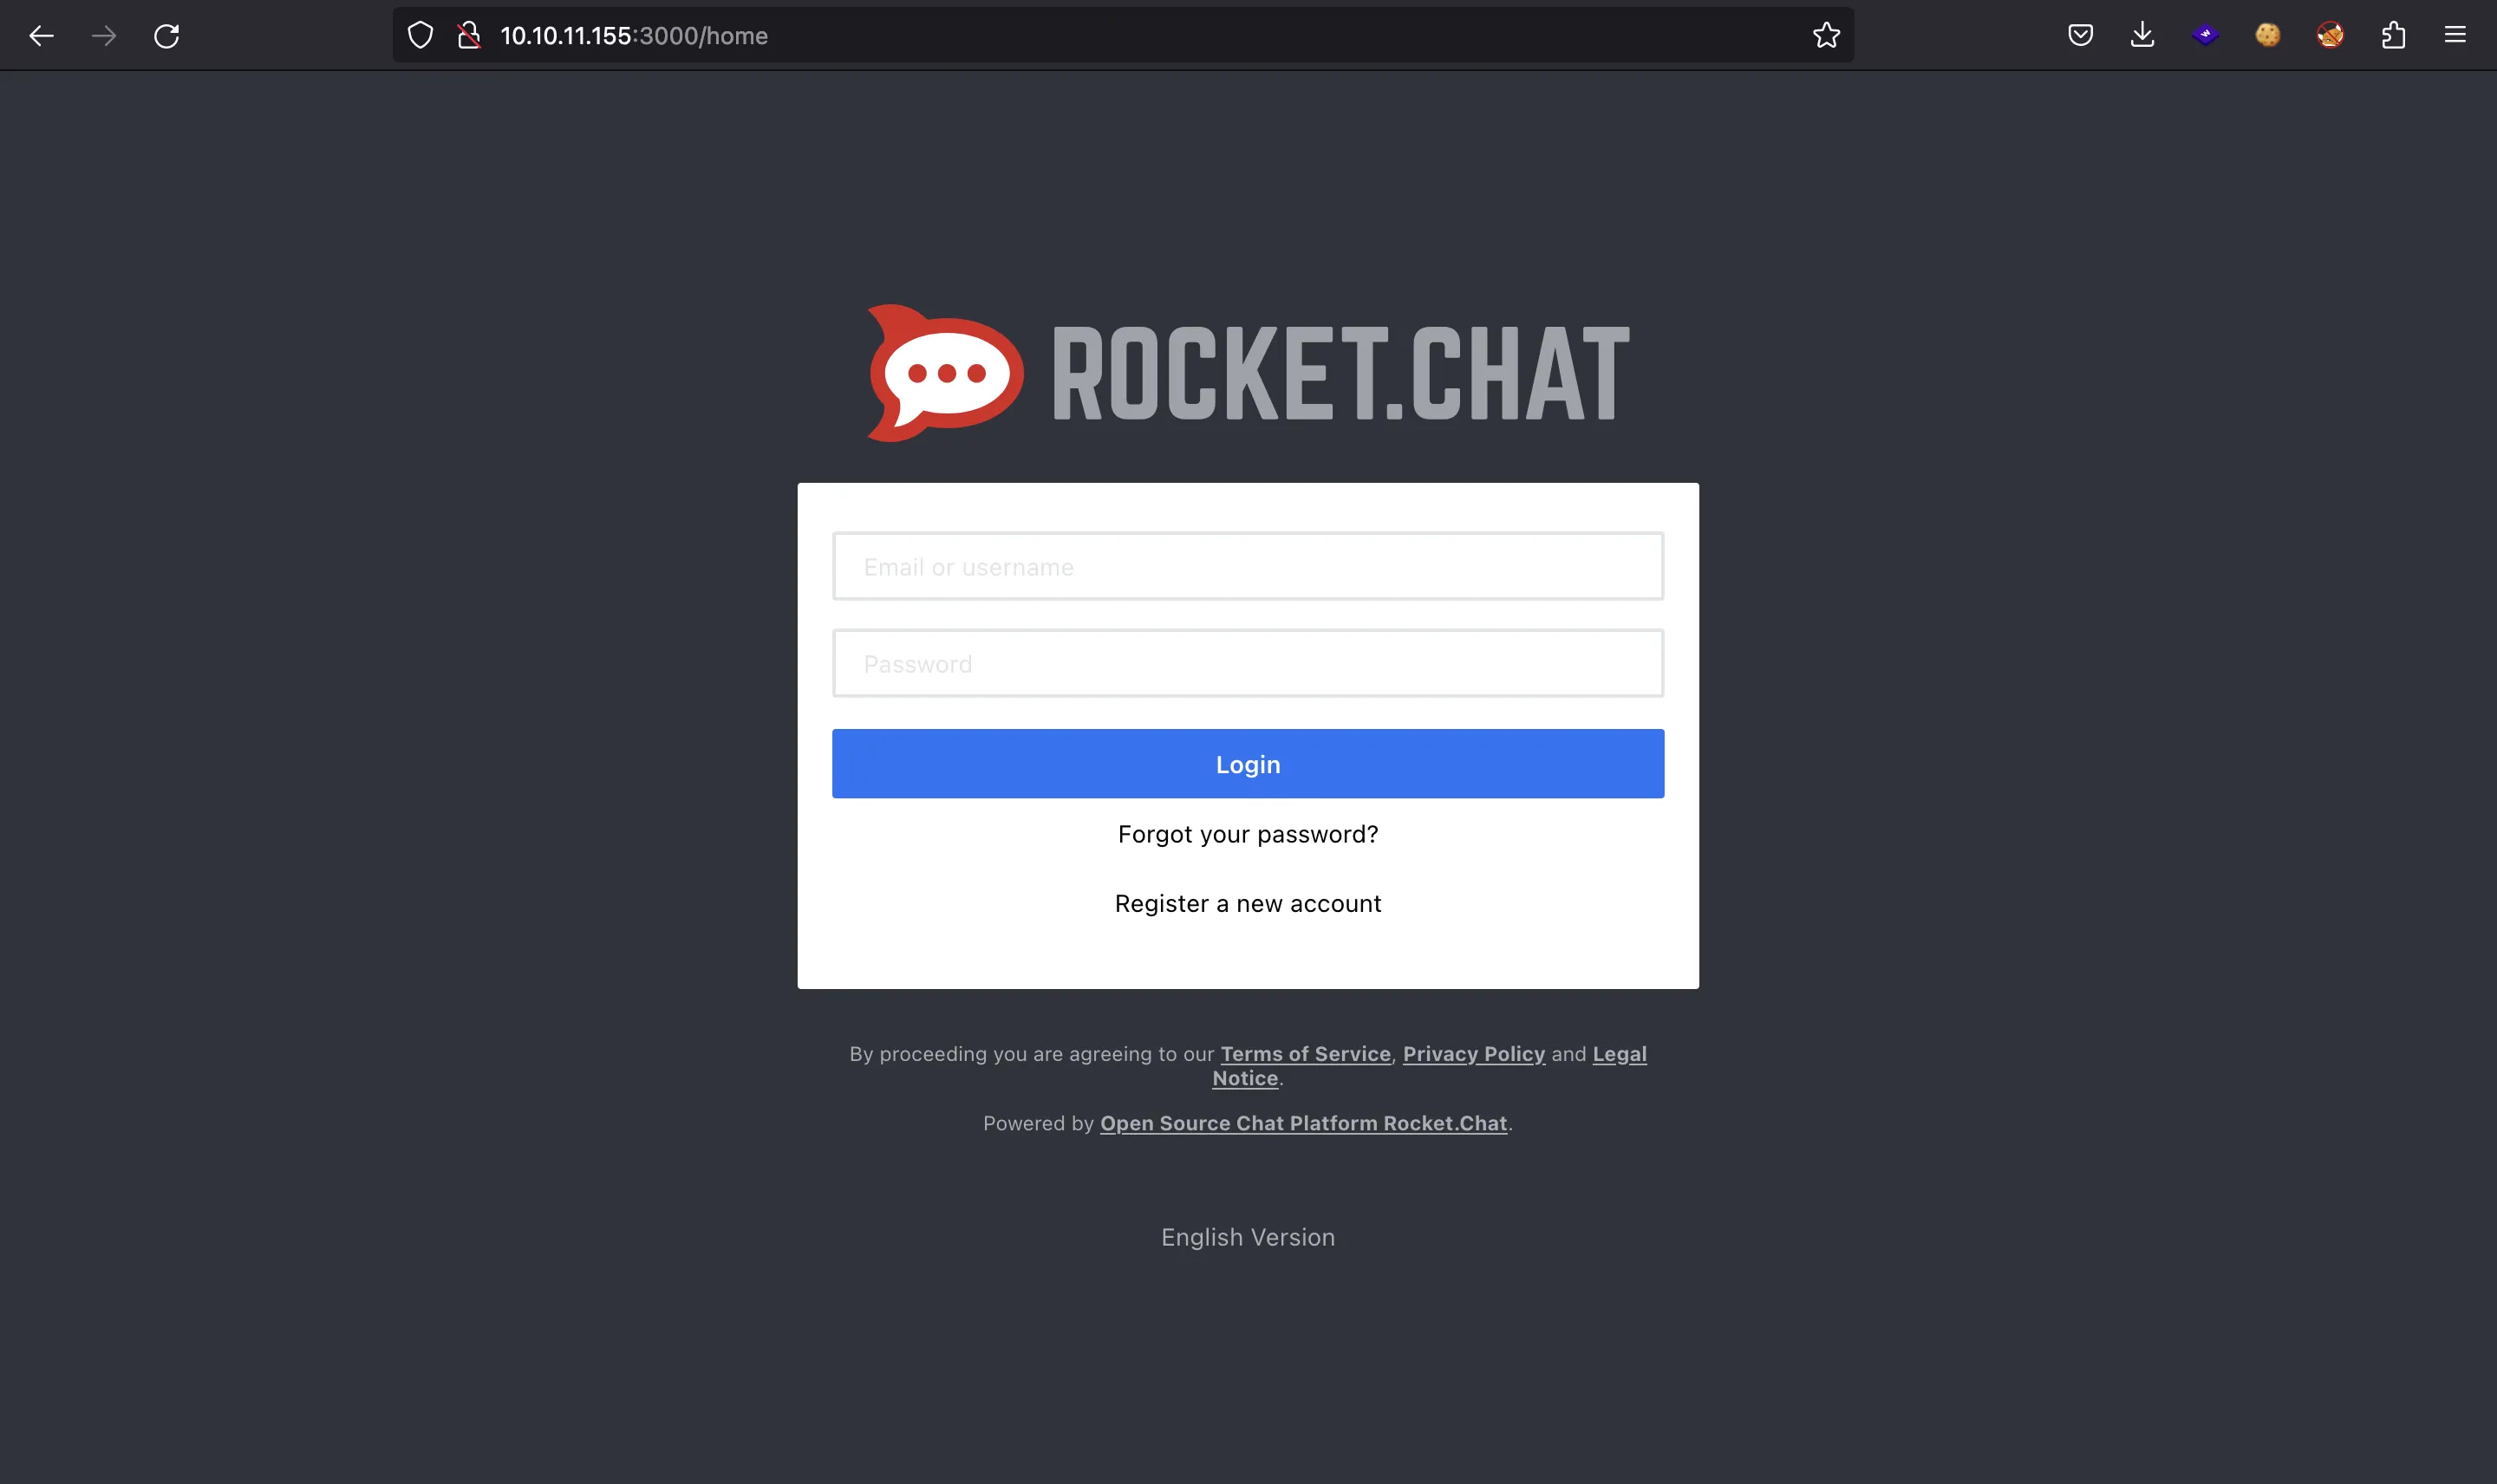 10.10.11.155:3000/home
ROCKET.CHAT
Email or username
Password
Login
Forgot your password?
Register a new account
By proceeding you are agreeing to our Terms of Service, Privacy Policy and Legal
Notice.
Powered by Open Source Chat Platform Rocket.Chat.
English Version